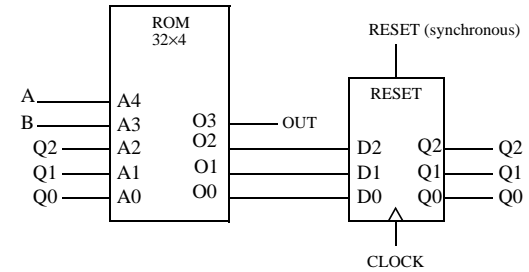 ROM
32×4
RESET (synchronous)
RESET
A A4
B A3 O3 OUT
Q2 A2 O2 D2 Q2 Q2
Q1 A1 O1 D1 Q1 Q1
Q0 A0 O0 D0 Q0 Q0
CLOCK